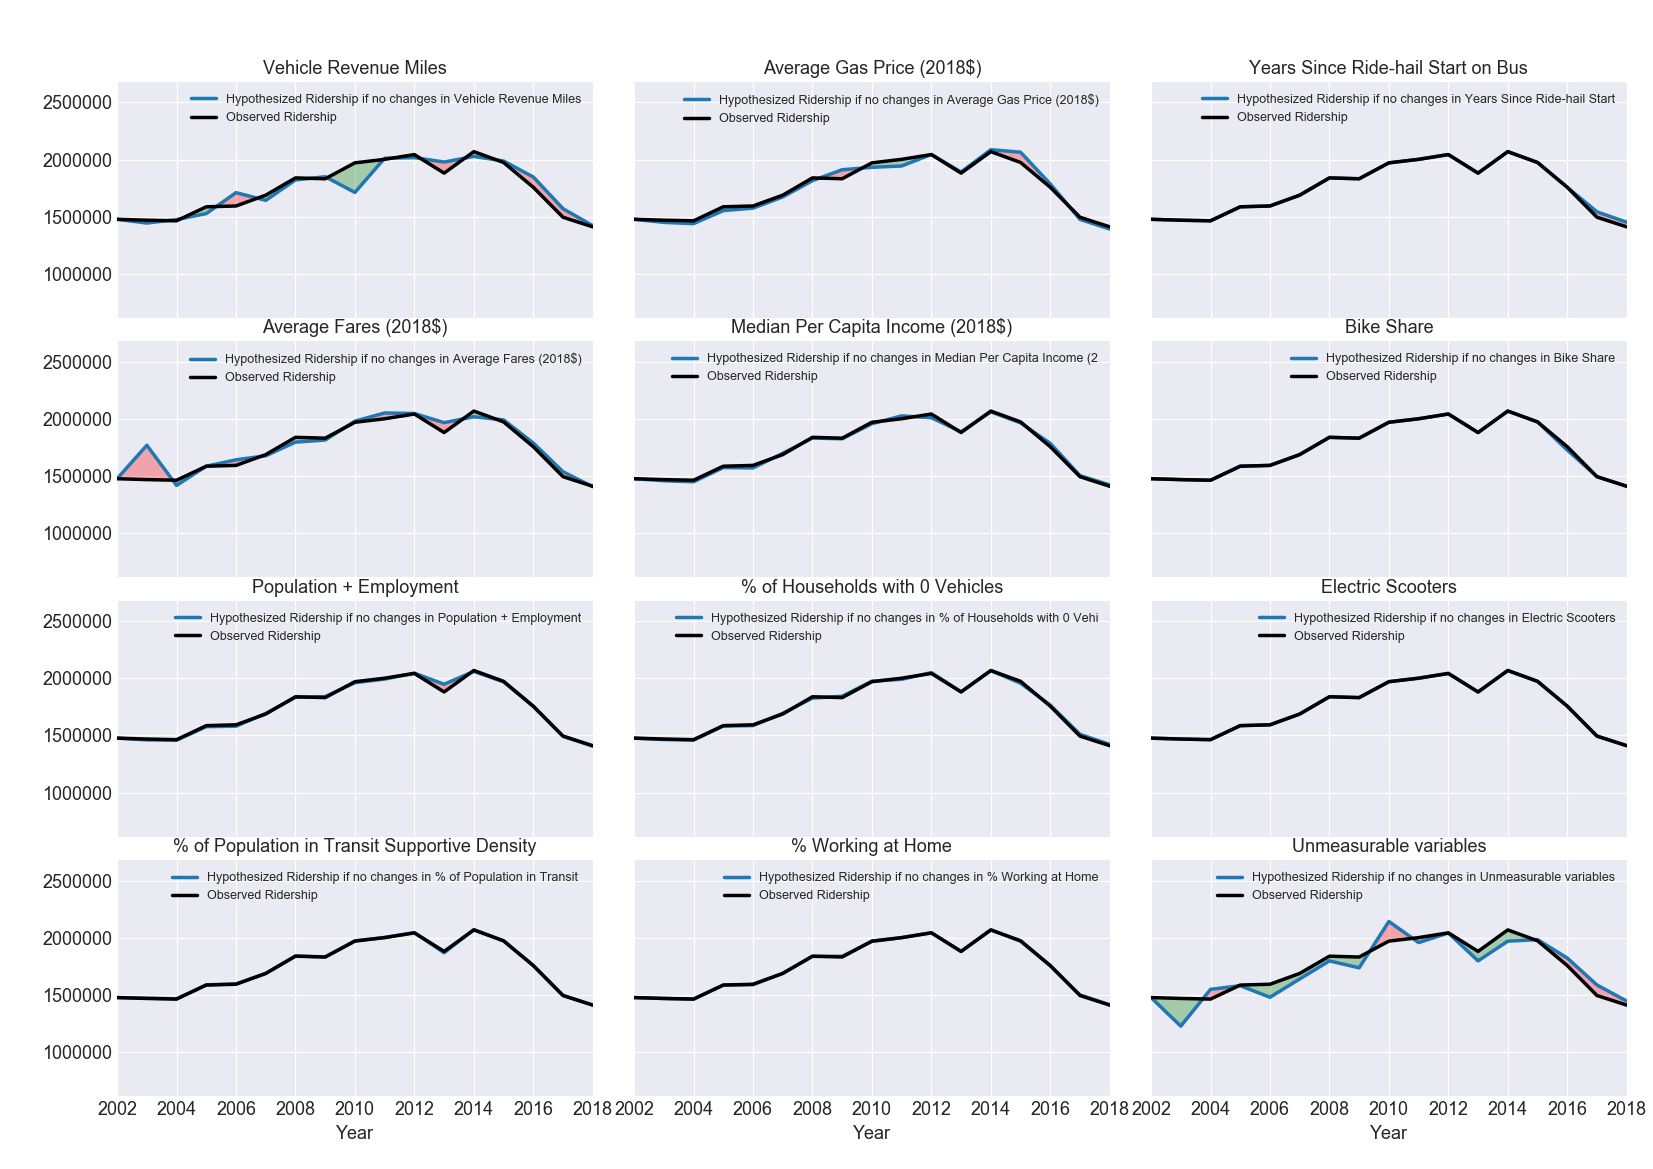 Vehicle Revenue Miles
Average Gas Price (2018$)
Years Since Ride-hail Start on Bus
2500000
Hypothesized Ridership if no changes in Vehicle Revenue Miles
Observed Ridership
Hypothesized Ridership if no changes in Average Gas Price (2018$)
Observed Ridership
Hypothesized Ridership if no changes in Years Since Ride-hail Start
Observed Ridership
2000000
1500000
1000000
Average Fares (2018$)
Median Per Capita Income (2018$)
Bike Share
2500000
Hypothesized Ridership if no changes in Average Fares (2018$)
Observed Ridership
Hypothesized Ridership if no changes in Median Per Capita Income (2
Observed Ridership
Hypothesized Ridership if no changes in Bike Share
Observed Ridership
2000000
1500000
1000000
Population + Employment
% of Households with 0 Vehicles
Electric Scooters
2500000
Hypothesized Ridership if no changes in Population + Employment
Observed Ridership
Hypothesized Ridership if no changes in % of Households with 0 Vehi
Observed Ridership
Hypothesized Ridership if no changes in Electric Scooters
Observed Ridership
2000000
1500000
1000000
% of Population in Transit Supportive Density
% Working at Home
Unmeasurable variables
2500000
Hypothesized Ridership if no changes in % of Population in Transit
Observed Ridership
Hypothesized Ridership if no changes in % Working at Home
Observed Ridership
Hypothesized Ridership if no changes in Unmeasurable variables
Observed Ridership
2000000
1500000
1000000
2002 2004 2006 2008 2010 2012 2014 2016 2018
2002 2004 2006 2008 2010 2012 2014 2016 2018
2002 2004 2006 2008 2010 2012 2014 2016 2018
Year
Year
Year